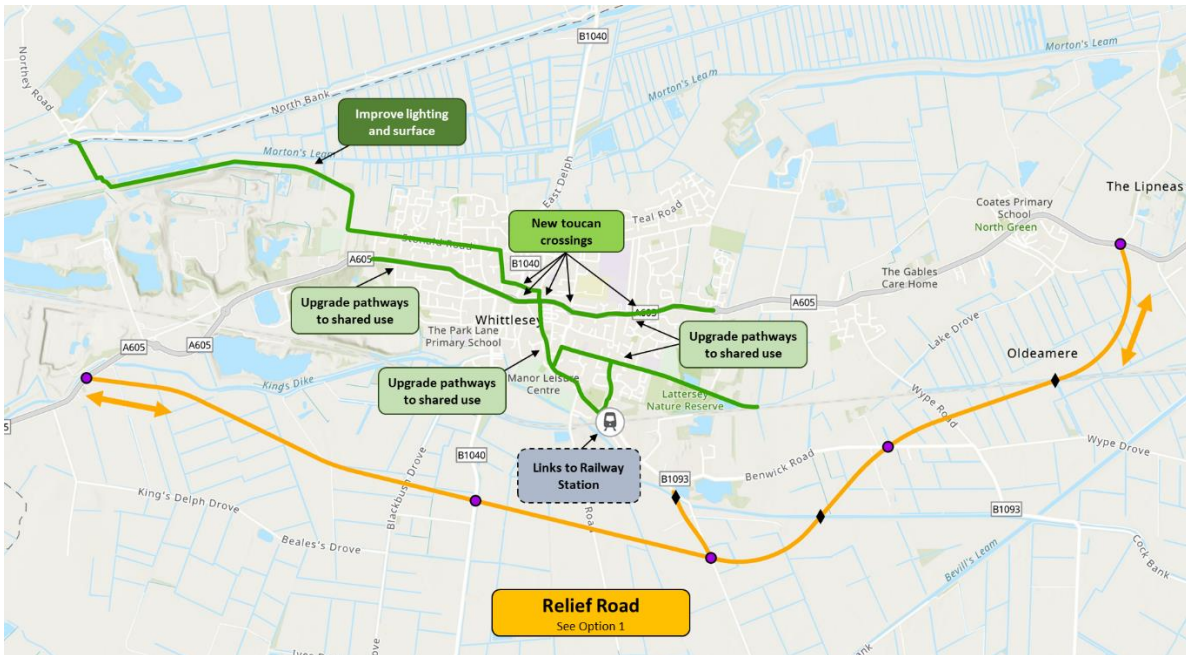 B1040
Northey Road
North Bank
Morton's Leam
Morton's Leam
Improve lighting
and surface
Morton's Leam
East Delph
Teal Road
The Lipneas
Coates Primary
School
North Green
New toucan
crossings
B1040
A605
The Gables
Care Home
A605
A605
Upgrade pathways
to shared use
Whittlesey
The Park Lane
Primary School
Upgrade pathways
to shared use
Lake Drove
Oldeamere
A605
A605
King's Dike
Upgrade pathways
to shared use
Manor Leisure
Centre
Lattersey
Nature Reserve
Wype Road
Wype Drove
Links to Railway
Station
B1040
B1093
Benwick Road
B1093
Blackbush Drove
King's Delph Drove
Beales's Drove
Road
Cock Bank
Bevill's Leam
Relief Road
See Option 1